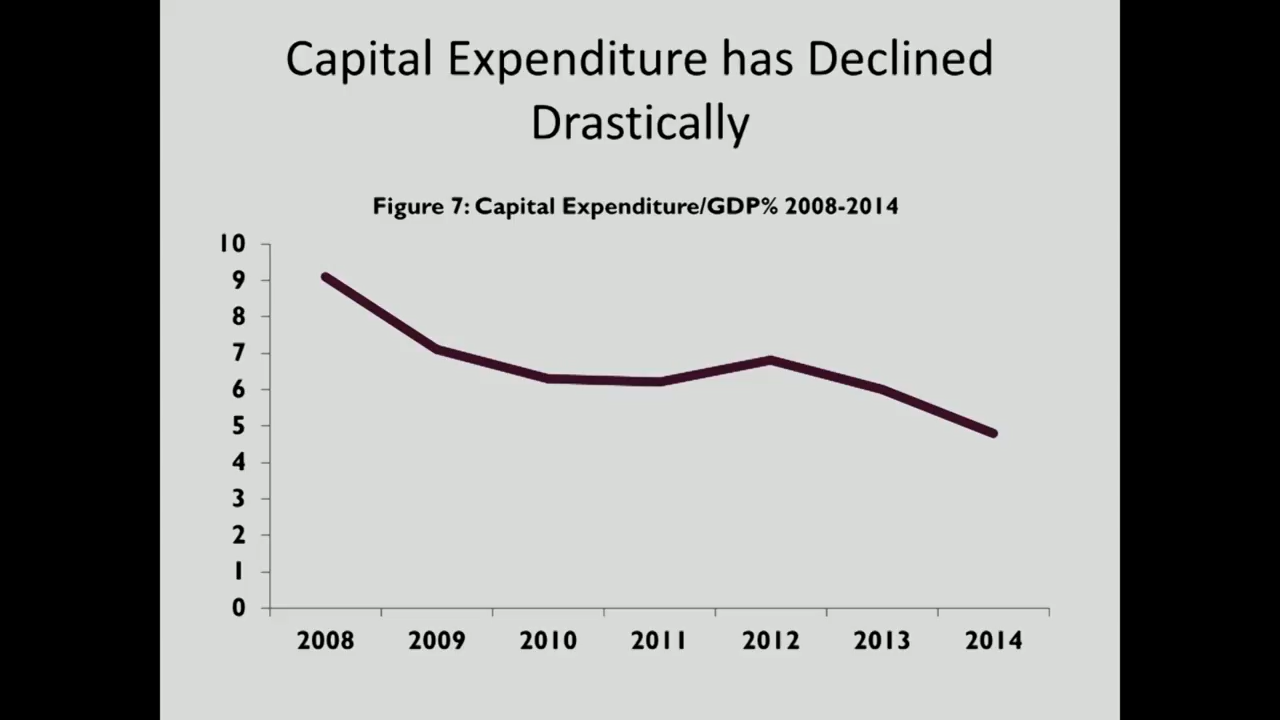 Capital Expenditure has Declined
Drastically
Figure 7: Capital Expenditure/GDP% 2008-2014
10
9
8
7
6
5
4
3
2
1
0
2008 2009 2010 2011 2012 2013 2014